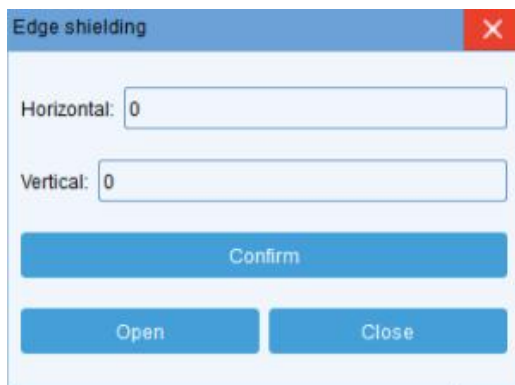 Edge shielding
Horizontal: 0
Vertical: 0
Confirm
Open Close